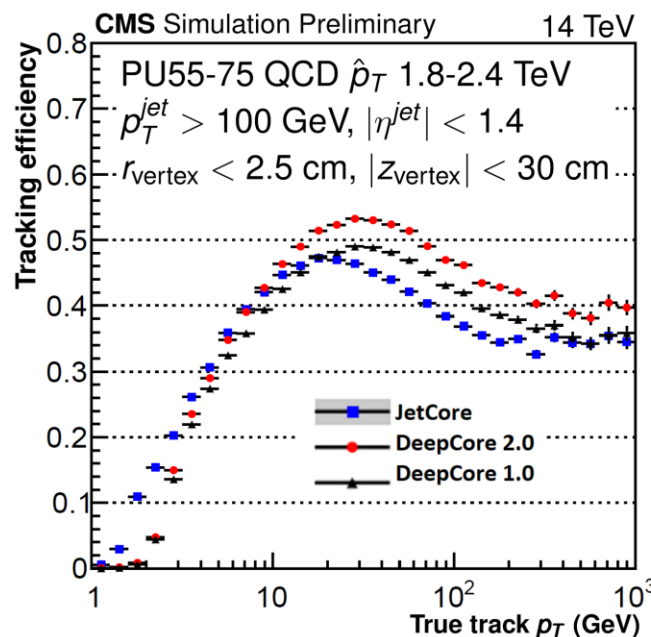 CMS Simulation Preliminary 14 TeV
PU55-75 QCD p̂_T 1.8-2.4 TeV
p_T^jet > 100 GeV, |η^jet| < 1.4
r_vertex < 2.5 cm, |z_vertex| < 30 cm
Tracking efficiency
0.8
0.7
0.6
0.5
0.4
0.3
0.2
0.1
0
JetCore
DeepCore 2.0
DeepCore 1.0
1 10 10² 10³
True track p_T (GeV)